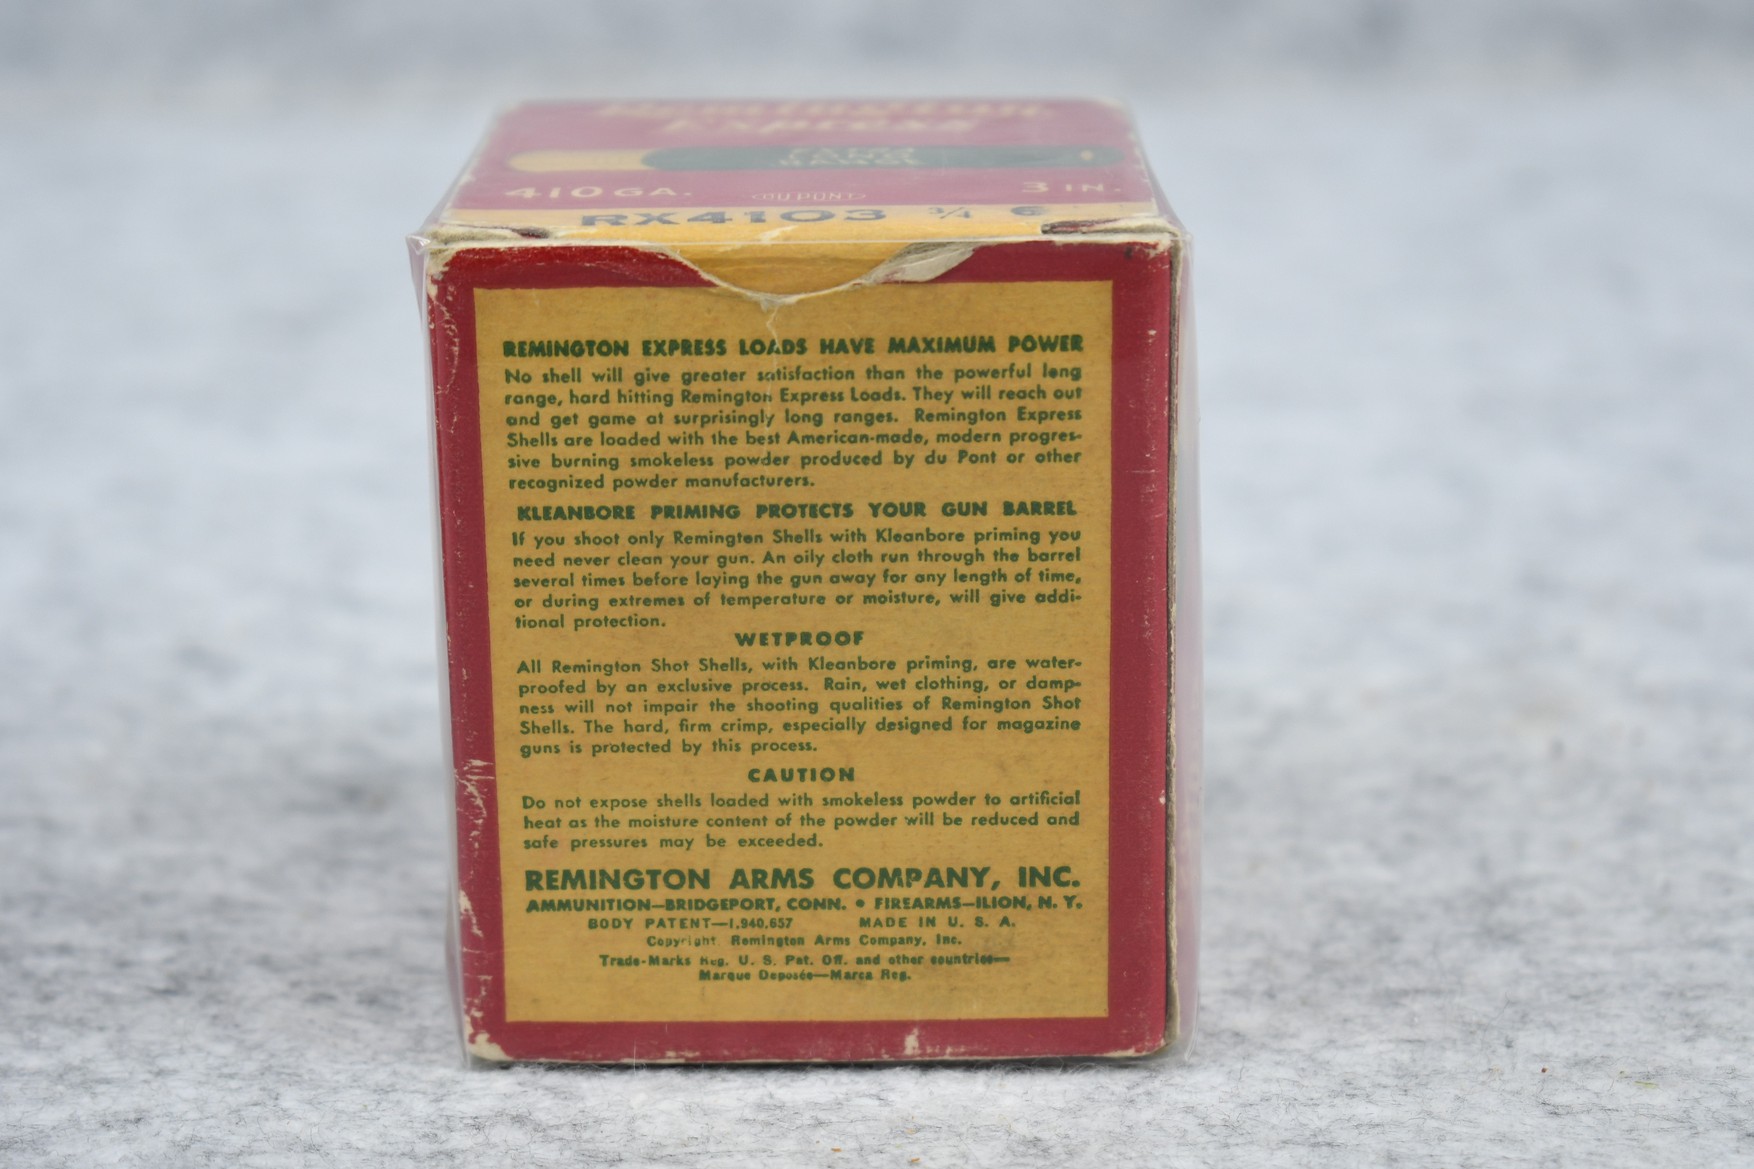 Remington
Express
LONG
RANGE
410 GA.
DU PONT
3 IN.
RX4103 3/4 6
REMINGTON EXPRESS LOADS HAVE MAXIMUM POWER
No shell will give greater satisfaction than the powerful long
range, hard hitting Remington Express Loads. They will reach out
and get game at surprisingly long ranges. Remington Express
Shells are loaded with the best American-made, modern progres-
sive burning smokeless powder produced by du Pont or other
recognized powder manufacturers.
KLEANBORE PRIMING PROTECTS YOUR GUN BARREL
If you shoot only Remington Shells with Kleanbore priming you
need never clean your gun. An oily cloth run through the barrel
several times before laying the gun away for any length of time,
or during extremes of temperature or moisture, will give addi-
tional protection.
WETPROOF
All Remington Shot Shells, with Kleanbore priming, are water-
proofed by an exclusive process. Rain, wet clothing, or damp-
ness will not impair the shooting qualities of Remington Shot
Shells. The hard, firm crimp, especially designed for magazine
guns is protected by this process.
CAUTION
Do not expose shells loaded with smokeless powder to artificial
heat as the moisture content of the powder will be reduced and
safe pressures may be exceeded.
REMINGTON ARMS COMPANY, INC.
AMMUNITION—BRIDGEPORT, CONN. • FIREARMS—ILION, N. Y.
BODY PATENT—1,940,657 MADE IN U. S. A.
Copyright Remington Arms Company, Inc.
Trade-Marks Reg. U. S. Pat. Off. and other countries—
Marque Deposée—Marca Reg.